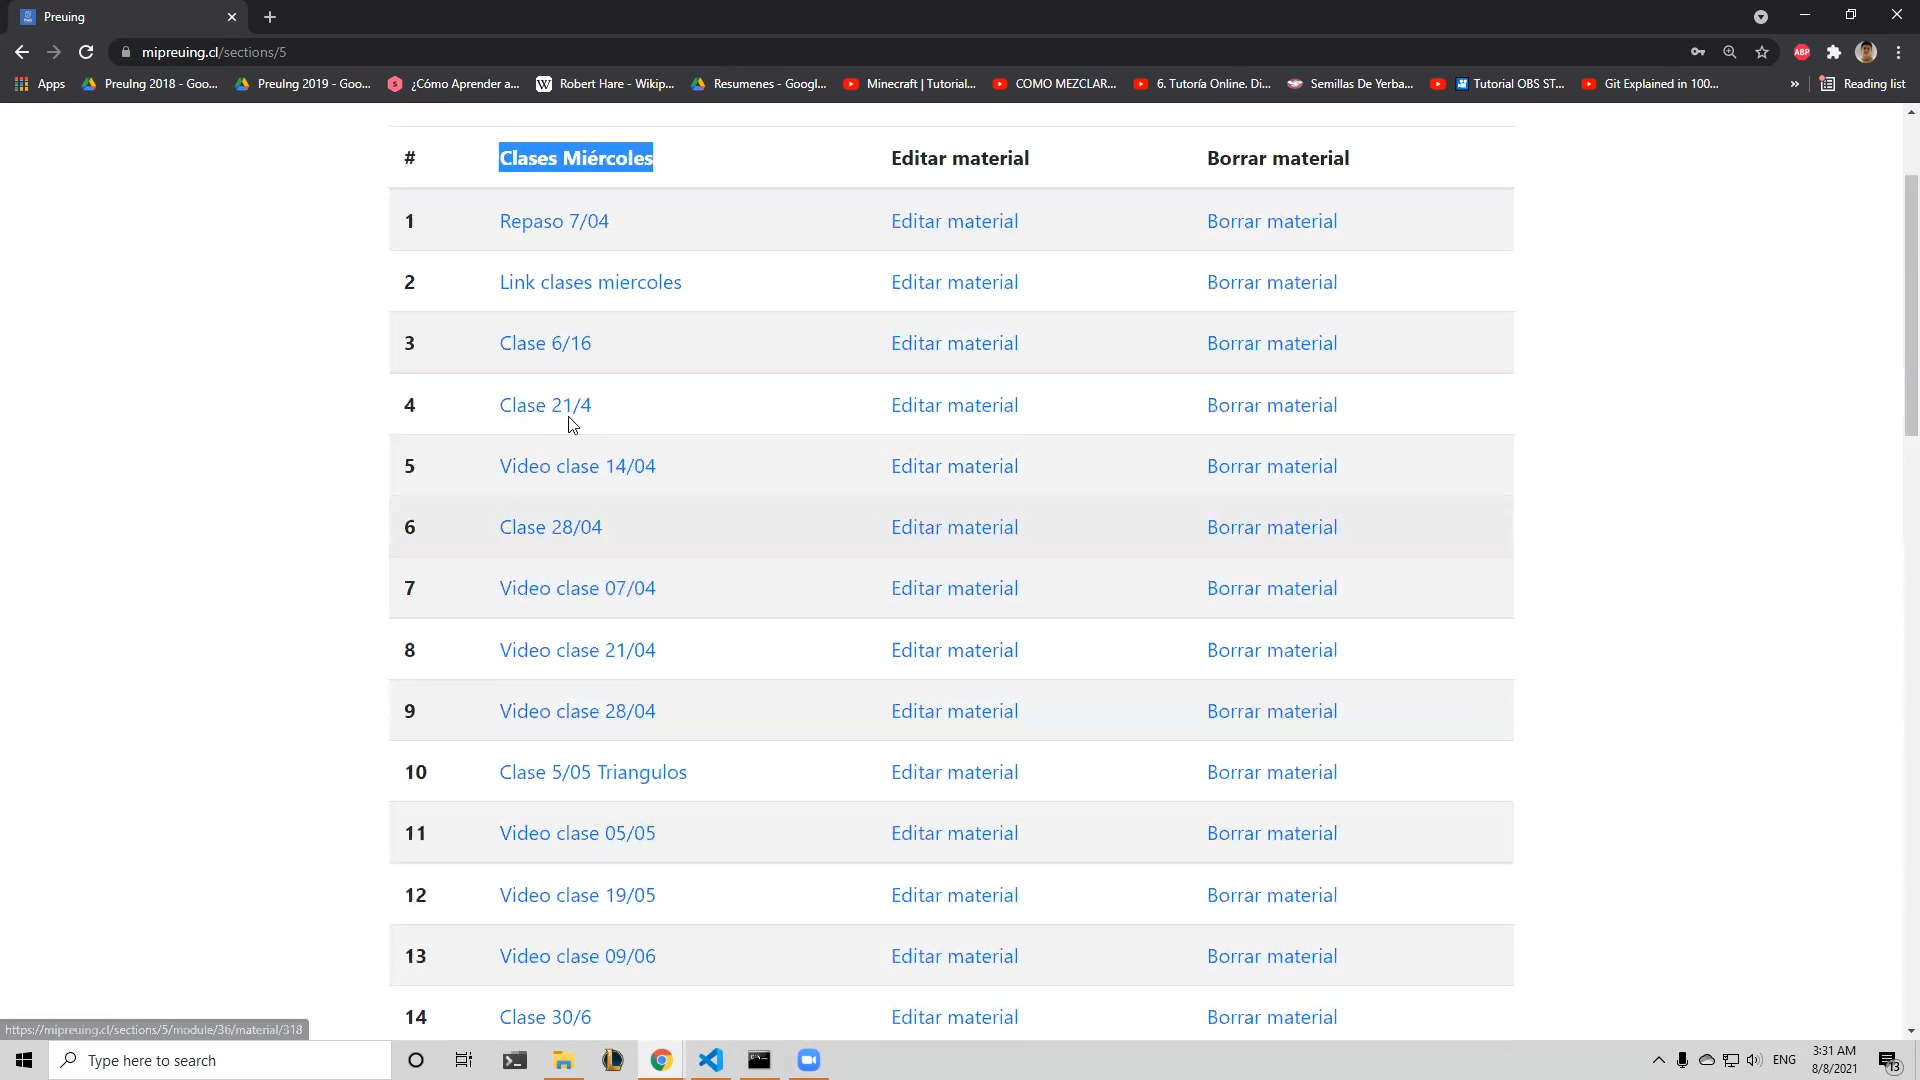 Preuing
mipreuing.cl/sections/5
ABP
Apps
PreuIng 2018 - Goo...
PreuIng 2019 - Goo...
¿Cómo Aprender a...
W Robert Hare - Wikip...
Resumenes - Googl...
Minecraft | Tutorial...
COMO MEZCLAR...
6. Tutoría Online. Di...
Semillas De Yerba...
Tutorial OBS ST...
Git Explained in 100...
»
Reading list
# Clases Miércoles Editar material Borrar material
1 Repaso 7/04 Editar material Borrar material
2 Link clases miercoles Editar material Borrar material
3 Clase 6/16 Editar material Borrar material
4 Clase 21/4 Editar material Borrar material
5 Video clase 14/04 Editar material Borrar material
6 Clase 28/04 Editar material Borrar material
7 Video clase 07/04 Editar material Borrar material
8 Video clase 21/04 Editar material Borrar material
9 Video clase 28/04 Editar material Borrar material
10 Clase 5/05 Triangulos Editar material Borrar material
11 Video clase 05/05 Editar material Borrar material
12 Video clase 19/05 Editar material Borrar material
13 Video clase 09/06 Editar material Borrar material
14 Clase 30/6 Editar material Borrar material
https://mipreuing.cl/sections/5/module/36/material/318
Type here to search
ENG
3:31 AM
8/8/2021
13